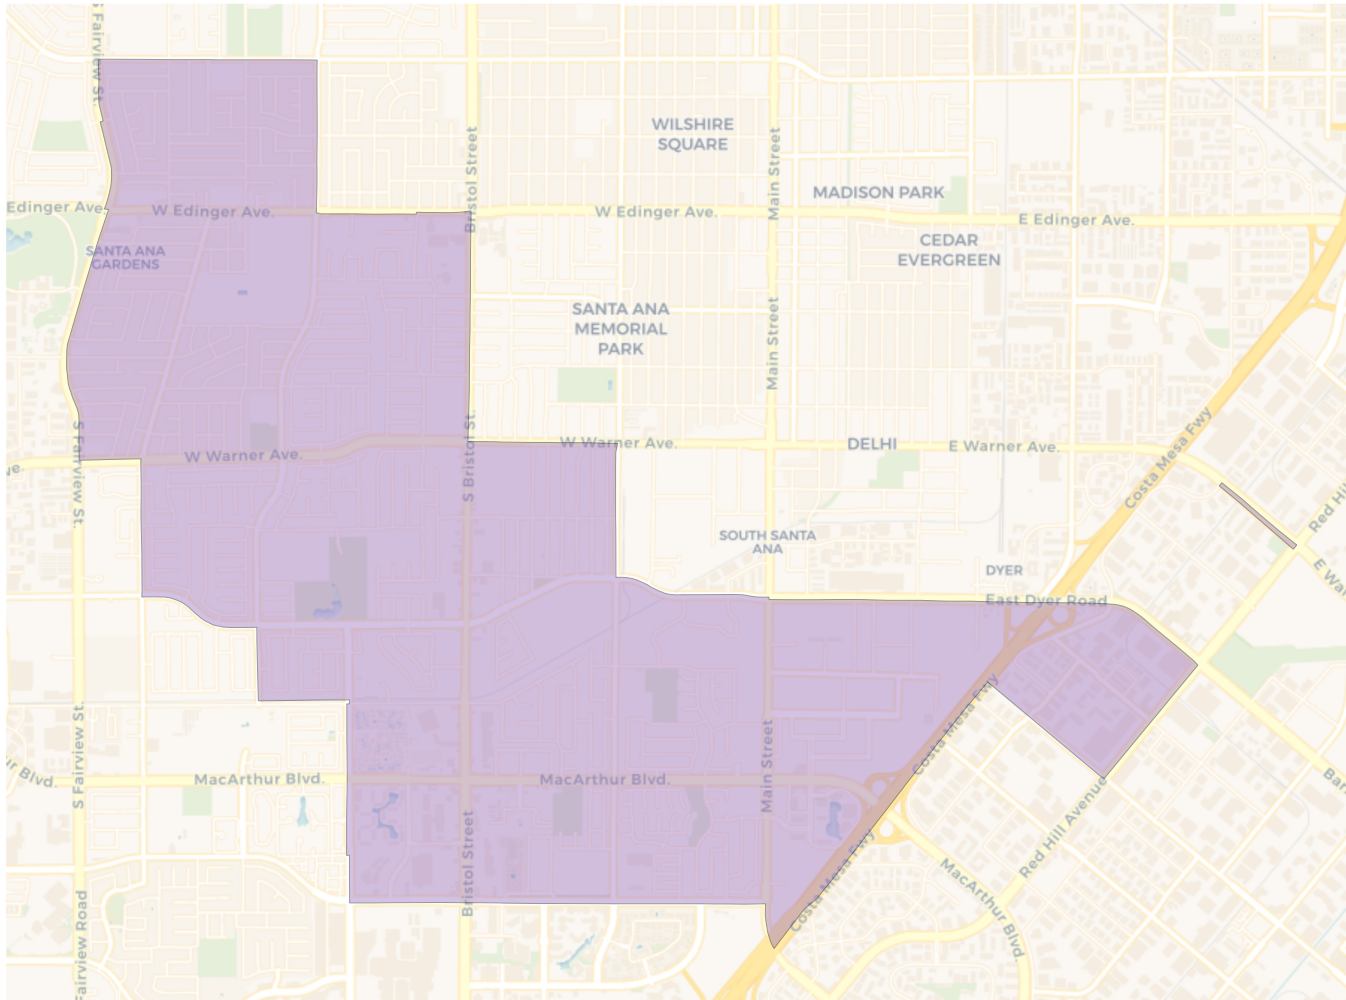 S Fairview St.
Bristol Street
Main Street
WILSHIRE
SQUARE
MADISON PARK
Edinger Ave.
W Edinger Ave.
W Edinger Ave.
E Edinger Ave.
SANTA ANA
GARDENS
CEDAR
EVERGREEN
SANTA ANA
MEMORIAL
PARK
Main Street
S Fairview St.
W Warner Ave.
S Bristol St.
W Warner Ave.
DELHI
E Warner Ave.
Costa Mesa Fwy
Red Hi
SOUTH SANTA
ANA
DYER
E Wa
East Dyer Road
Costa Mesa Fwy
S Fairview St.
ur Blvd.
MacArthur Blvd.
MacArthur Blvd.
Main Street
Bar
Red Hill Avenue
Bristol Street
Costa Mesa Fwy
MacArthur Blvd
Fairview Road